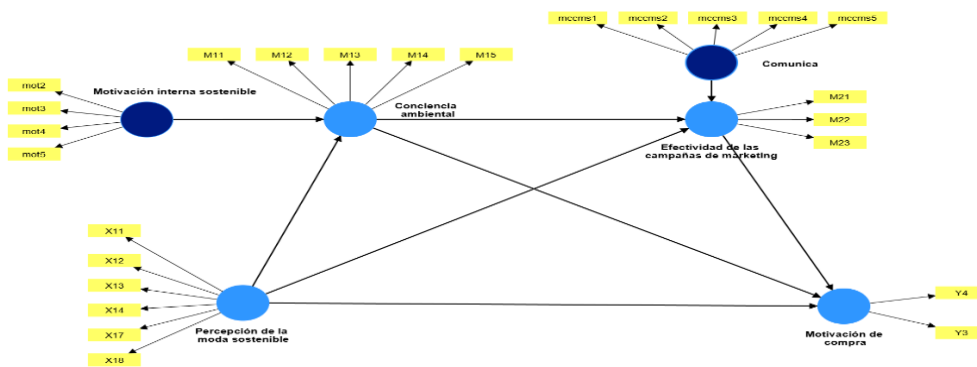 mccms1
mccms2
mccms3
mccms4
mccms5
Comunica
M11
M12
M13
M14
M15
mot2
mot3
mot4
mot5
Motivación interna sostenible
Conciencia
ambiental
M21
M22
M23
Efectividad de las
campañas de marketing
X11
X12
X13
X14
X17
X18
Percepción de la
moda sostenible
Y4
Y3
Motivación de
compra